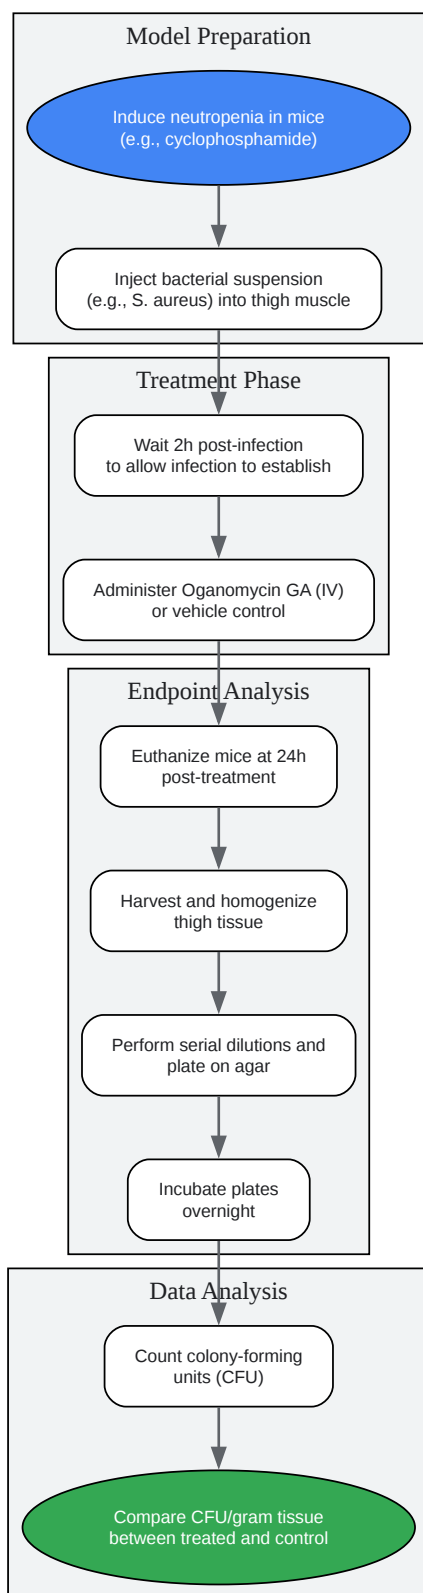 Model Preparation
Induce neutropenia in mice
(e.g., cyclophosphamide)
Inject bacterial suspension
(e.g., S. aureus) into thigh muscle
Treatment Phase
Wait 2h post-infection
to allow infection to establish
Administer Oganomycin GA (IV)
or vehicle control
Endpoint Analysis
Euthanize mice at 24h
post-treatment
Harvest and homogenize
thigh tissue
Perform serial dilutions and
plate on agar
Incubate plates
overnight
Data Analysis
Count colony-forming
units (CFU)
Compare CFU/gram tissue
between treated and control